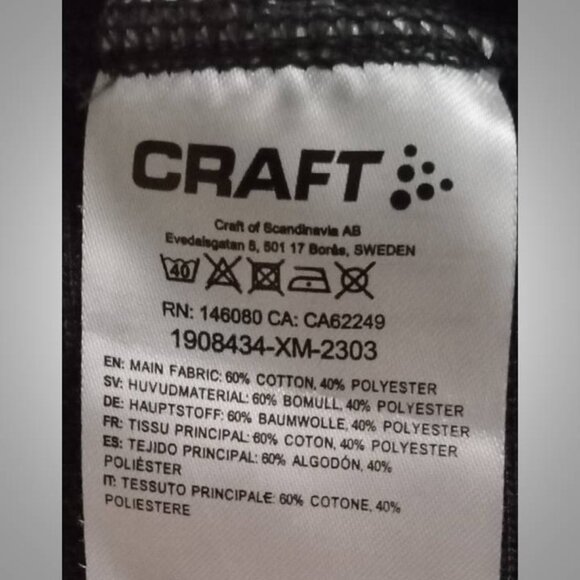 CRAFT
Craft of Scandinavia AB
Evedalsgatan 5, 501 17 Borås, SWEDEN
40
RN: 146080 CA: CA62249
1908434-XM-2303
EN: MAIN FABRIC: 60% COTTON, 40% POLYESTER
SV: HUVUDMATERIAL: 60% BOMULL, 40% POLYESTER
DE: HAUPTSTOFF: 60% BAUMWOLLE, 40% POLYESTER
FR: TISSU PRINCIPAL: 60% COTON, 40% POLYESTER
ES: TEJIDO PRINCIPAL: 60% ALGODÓN, 40%
POLIÉSTER
IT: TESSUTO PRINCIPALE: 60% COTONE, 40%
POLIESTERE